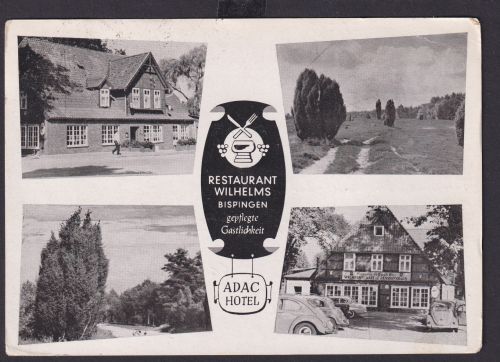 RESTAURANT
WILHELMS
BISPINGEN
gepflegte
Gastlichkeit
ADAC
HOTEL